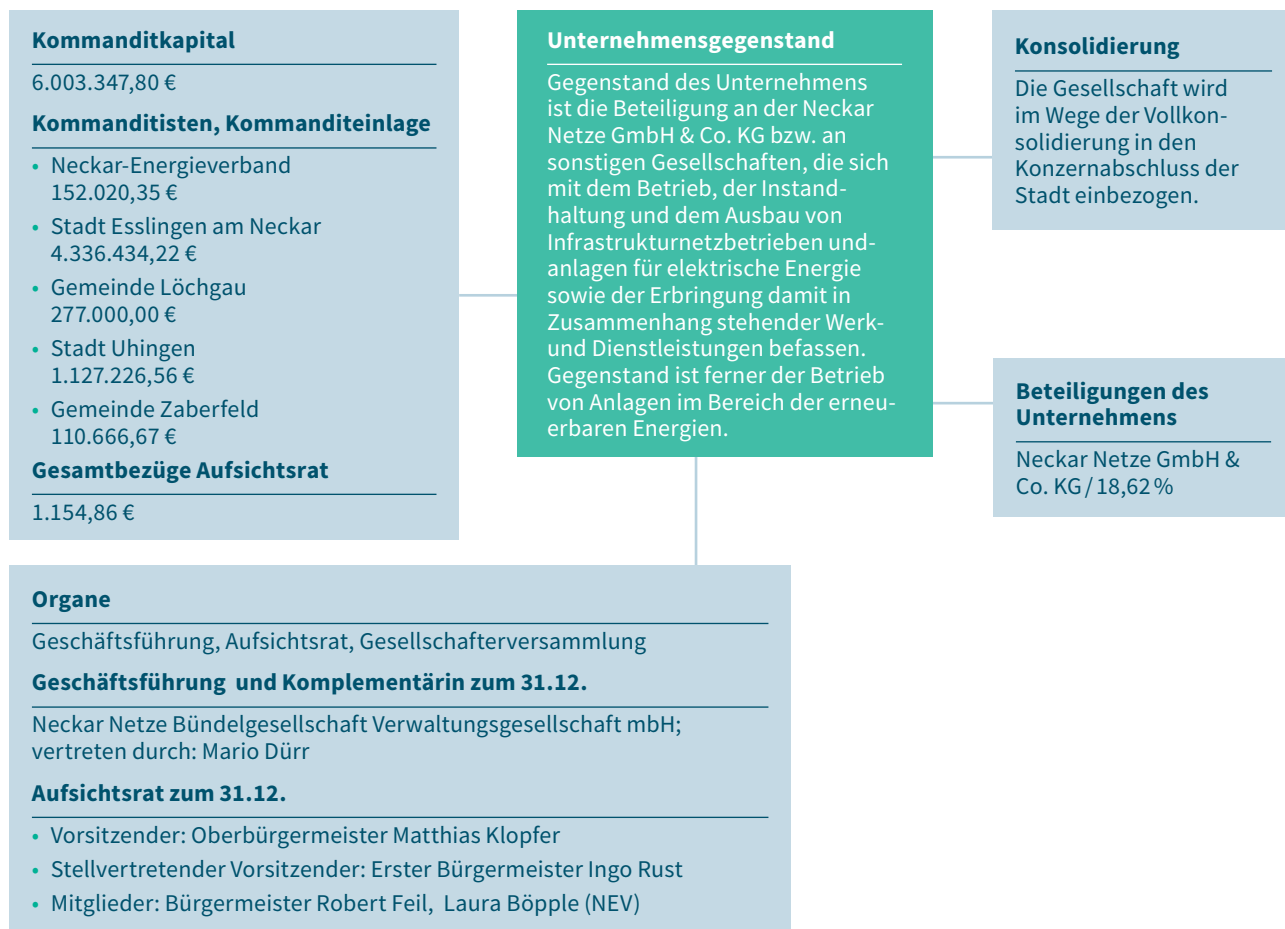 Kommanditkapital
6.003.347,80 €
Kommanditisten, Kommanditeinlage
• Neckar-Energieverband
152.020,35 €
• Stadt Esslingen am Neckar
4.336.434,22 €
• Gemeinde Löchgau
277.000,00 €
• Stadt Uhingen
1.127.226,56 €
• Gemeinde Zaberfeld
110.666,67 €
Gesamtbezüge Aufsichtsrat
1.154,86 €
Unternehmensgegenstand
Gegenstand des Unternehmens
ist die Beteiligung an der Neckar
Netze GmbH & Co. KG bzw. an
sonstigen Gesellschaften, die sich
mit dem Betrieb, der Instand-
haltung und dem Ausbau von
Infrastrukturnetzbetrieben und-
anlagen für elektrische Energie
sowie der Erbringung damit in
Zusammenhang stehender Werk-
und Dienstleistungen befassen.
Gegenstand ist ferner der Betrieb
von Anlagen im Bereich der erneu-
erbaren Energien.
Konsolidierung
Die Gesellschaft wird
im Wege der Vollkon-
solidierung in den
Konzernabschluss der
Stadt einbezogen.
Beteiligungen des
Unternehmens
Neckar Netze GmbH &
Co. KG / 18,62 %
Organe
Geschäftsführung, Aufsichtsrat, Gesellschafterversammlung
Geschäftsführung und Komplementärin zum 31.12.
Neckar Netze Bündelgesellschaft Verwaltungsgesellschaft mbH;
vertreten durch: Mario Dürr
Aufsichtsrat zum 31.12.
• Vorsitzender: Oberbürgermeister Matthias Klopfer
• Stellvertretender Vorsitzender: Erster Bürgermeister Ingo Rust
• Mitglieder: Bürgermeister Robert Feil, Laura Böpple (NEV)